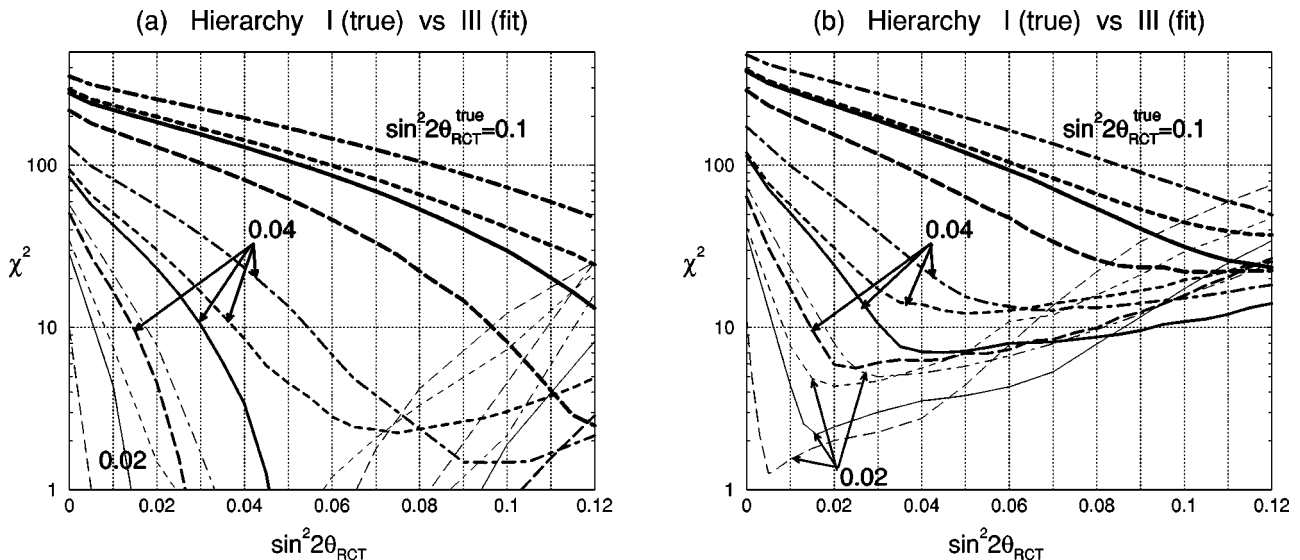 (a) Hierarchy I (true) vs III (fit)
χ²
100
10
1
sin²2θ_RCT^true=0.1
0.04
0.02
0 0.02 0.04 0.06 0.08 0.1 0.12
sin²2θ_RCT
(b) Hierarchy I (true) vs III (fit)
χ²
100
10
1
sin²2θ_RCT^true=0.1
0.04
0.02
0 0.02 0.04 0.06 0.08 0.1 0.12
sin²2θ_RCT